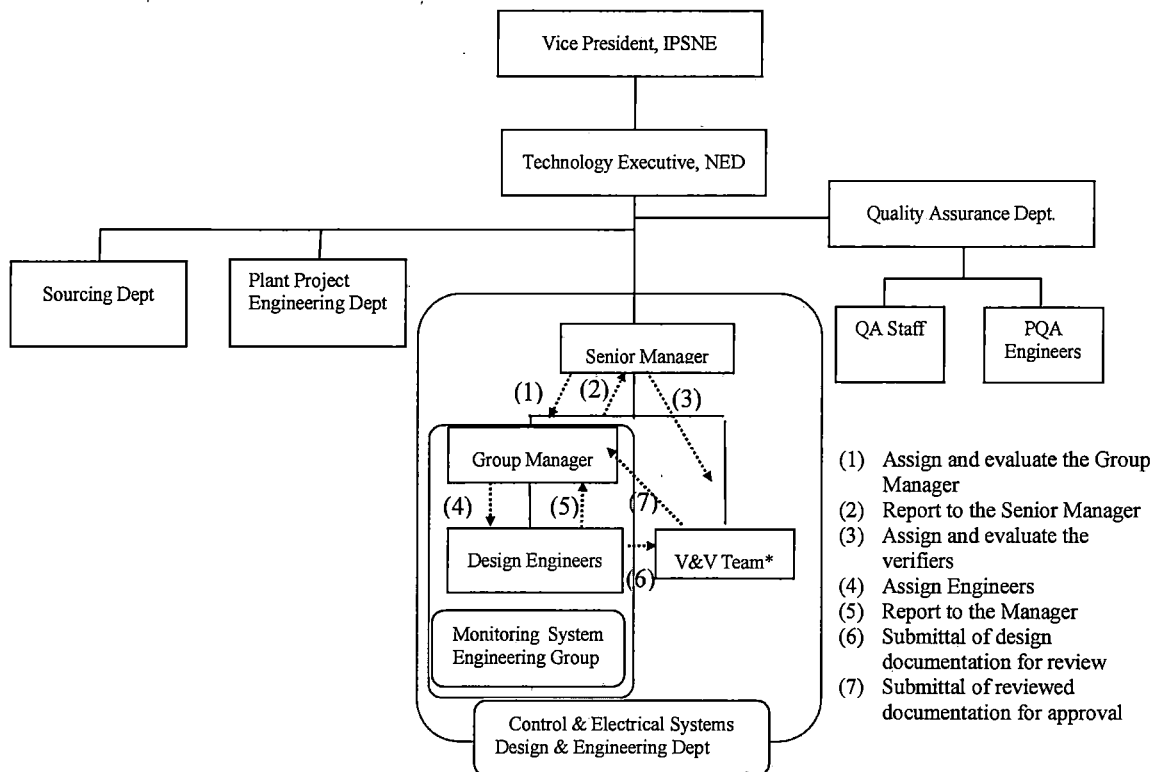 Vice President, IPSNE
Technology Executive, NED
Quality Assurance Dept.
Sourcing Dept
Plant Project
Engineering Dept
QA Staff
PQA
Engineers
Senior Manager
(1)
(2)
(3)
Group Manager
(4)
(5)
(7)
Design Engineers
(6)
V&V Team*
Monitoring System
Engineering Group
Control & Electrical Systems
Design & Engineering Dept
(1) Assign and evaluate the Group
Manager
(2) Report to the Senior Manager
(3) Assign and evaluate the
verifiers
(4) Assign Engineers
(5) Report to the Manager
(6) Submittal of design
documentation for review
(7) Submittal of reviewed
documentation for approval